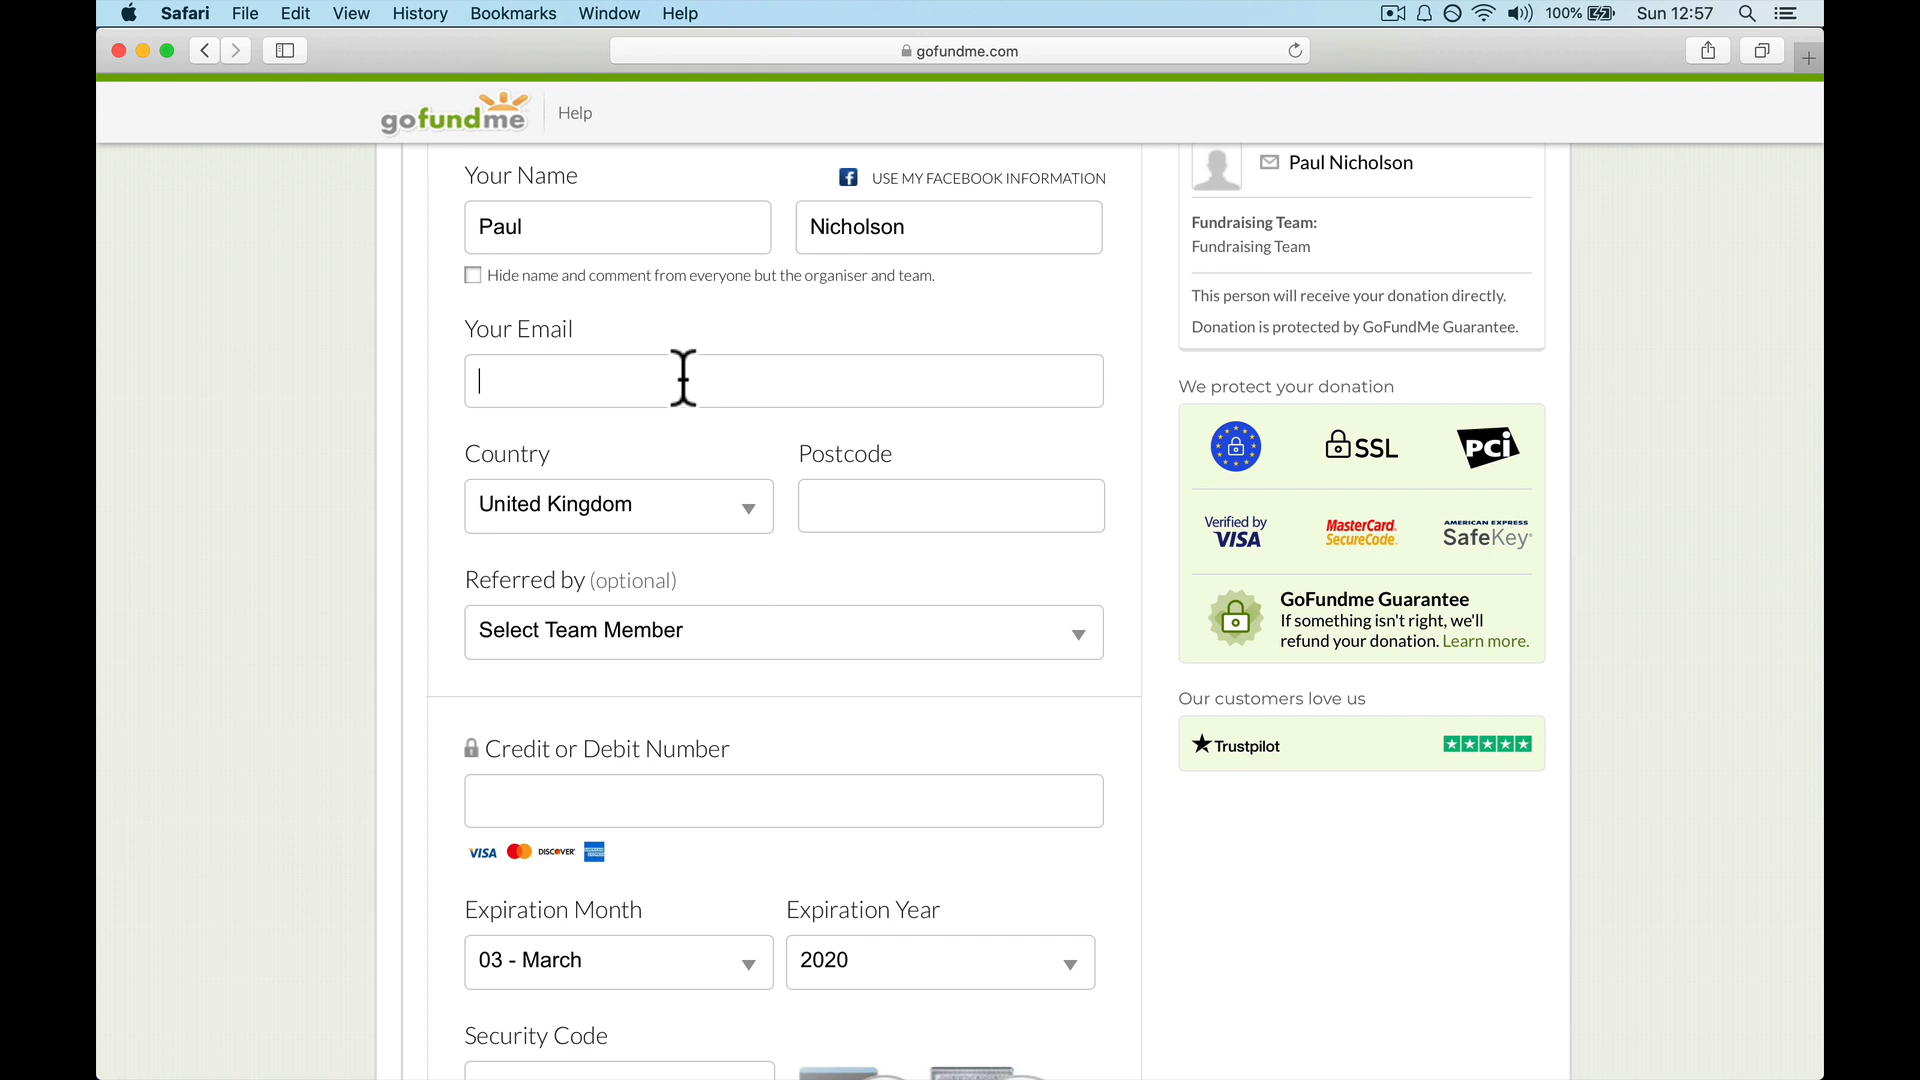 Safari File Edit View History Bookmarks Window Help 100% Sun 12:57
gofundme.com
gofundme Help
Your Name
USE MY FACEBOOK INFORMATION
Paul Nicholson
Hide name and comment from everyone but the organiser and team.
Your Email
Country Postcode
United Kingdom
Referred by (optional)
Select Team Member
Credit or Debit Number
VISA DISCOVER AMERICAN EXPRESS
Expiration Month Expiration Year
03 - March 2020
Security Code
Paul Nicholson
Fundraising Team:
Fundraising Team
This person will receive your donation directly.
Donation is protected by GoFundMe Guarantee.
We protect your donation
SSL PCi
Verified by
VISA
MasterCard.
SecureCode.
AMERICAN EXPRESS
SafeKey
GoFundme Guarantee
If something isn't right, we'll
refund your donation. Learn more.
Our customers love us
Trustpilot